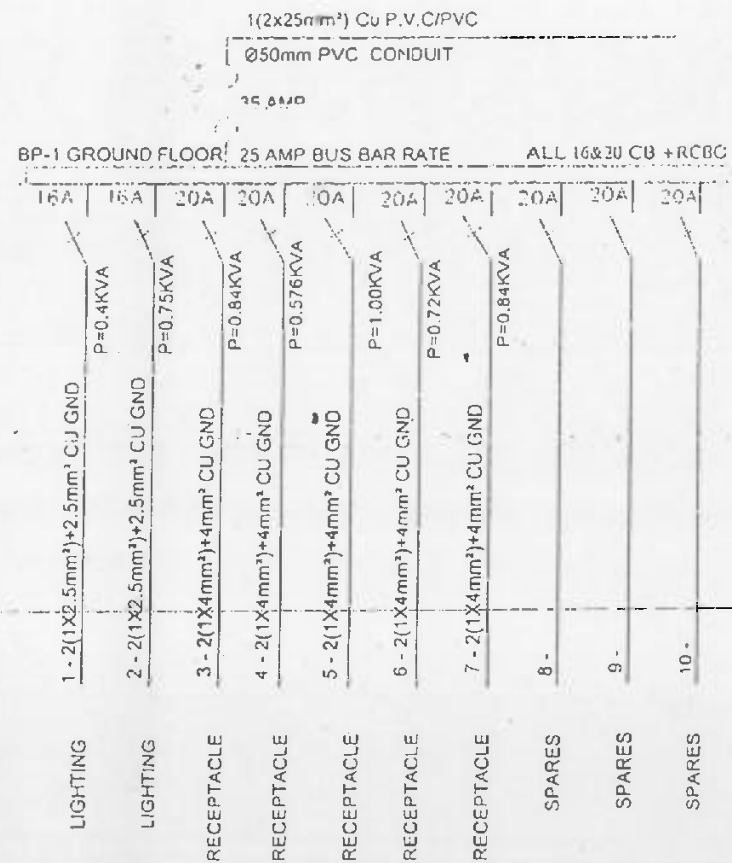 1(2x25mm²) Cu P.V.C/PVC
Ø50mm PVC CONDUIT
35 AMP
BP-1 GROUND FLOOR 25 AMP BUS BAR RATE ALL 16&20 CB +RCBO
16A 16A 20A 20A 20A 20A 20A 20A 20A 20A
P=0.4KVA
P=0.75KVA
P=0.84KVA
P=0.576KVA
P=1.00KVA
P=0.72KVA
P=0.84KVA
1 - 2(1X2.5mm²)+2.5mm² CU GND
2 - 2(1X2.5mm²)+2.5mm² CU GND
3 - 2(1X4mm²)+4mm² CU GND
4 - 2(1X4mm²)+4mm² CU GND
5 - 2(1X4mm²)+4mm² CU GND
6 - 2(1X4mm²)+4mm² CU GND
7 - 2(1X4mm²)+4mm² CU GND
8 -
9 -
10 -
LIGHTING
LIGHTING
RECEPTACLE
RECEPTACLE
RECEPTACLE
RECEPTACLE
RECEPTACLE
SPARES
SPARES
SPARES